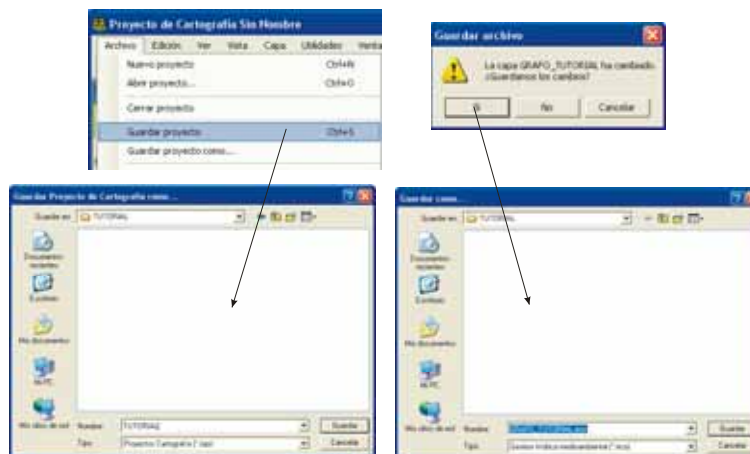 Proyecto de Cartografía Sin Nombre
Archivo Edición Ver Vista Capa Utilidades Venta
Nuevo proyecto Ctrl+N
Abrir proyecto... Ctrl+O
Cerrar proyecto
Guardar proyecto Ctrl+S
Guardar proyecto como...
Guardar archivo
La capa GRAFO_TUTORIAL ha cambiado.
¿Guardamos los cambios?
Sí No Cancelar
Guardar Proyecto de Cartografía como...
Guardar en: TUTORIAL
Documentos recientes
Escritorio
Mis documentos
Mi PC
Mis sitios de red
Nombre: TUTORIAL Guardar
Tipo: Proyecto Cartografía Cancelar
Guardar como...
Guardar en: TUTORIAL
Documentos recientes
Escritorio
Mis documentos
Mi PC
Mis sitios de red
Nombre: Guardar
Tipo: Cancelar